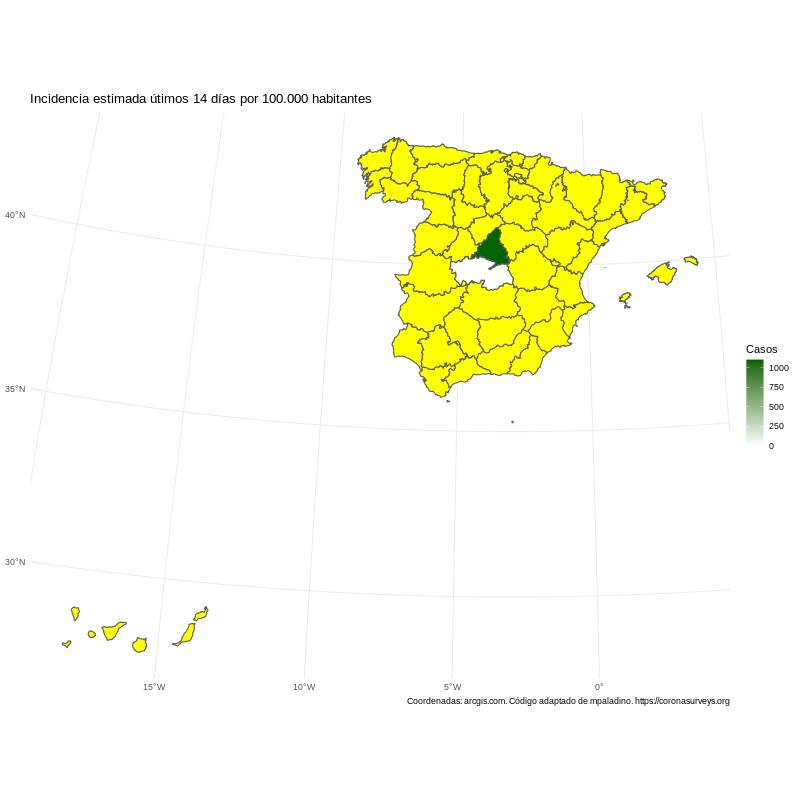 Incidencia estimada útimos 14 días por 100.000 habitantes
40°N
35°N
30°N
15°W
10°W
5°W
0°
Casos
1000
750
500
250
0
Coordenadas: arcgis.com. Código adaptado de mpaladino. https://coronasurveys.org